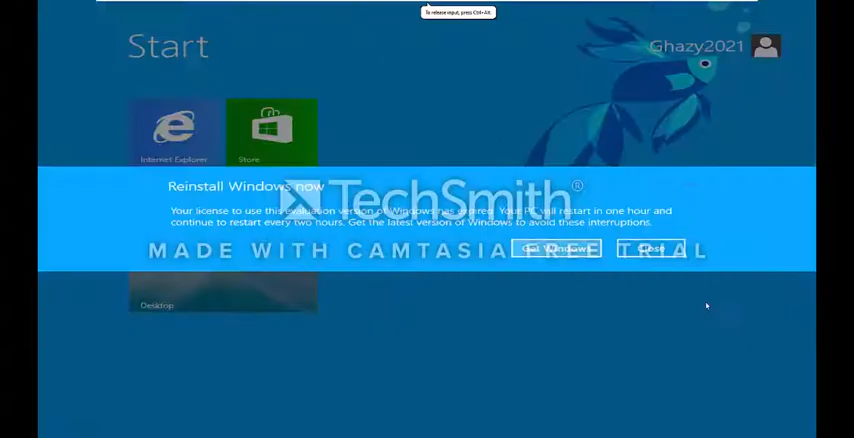 To release input, press Ctrl+Alt.
Start
Ghazy2021
Internet Explorer
Store
Reinstall Windows now
TechSmith®
Your license to use this evaluation version of Windows has expired. Your PC will restart in one hour and
continue to restart every two hours. Get the latest version of Windows to avoid these interruptions.
MADE WITH CAMTASIA FREE TRIAL
Get Windows
Close
Desktop